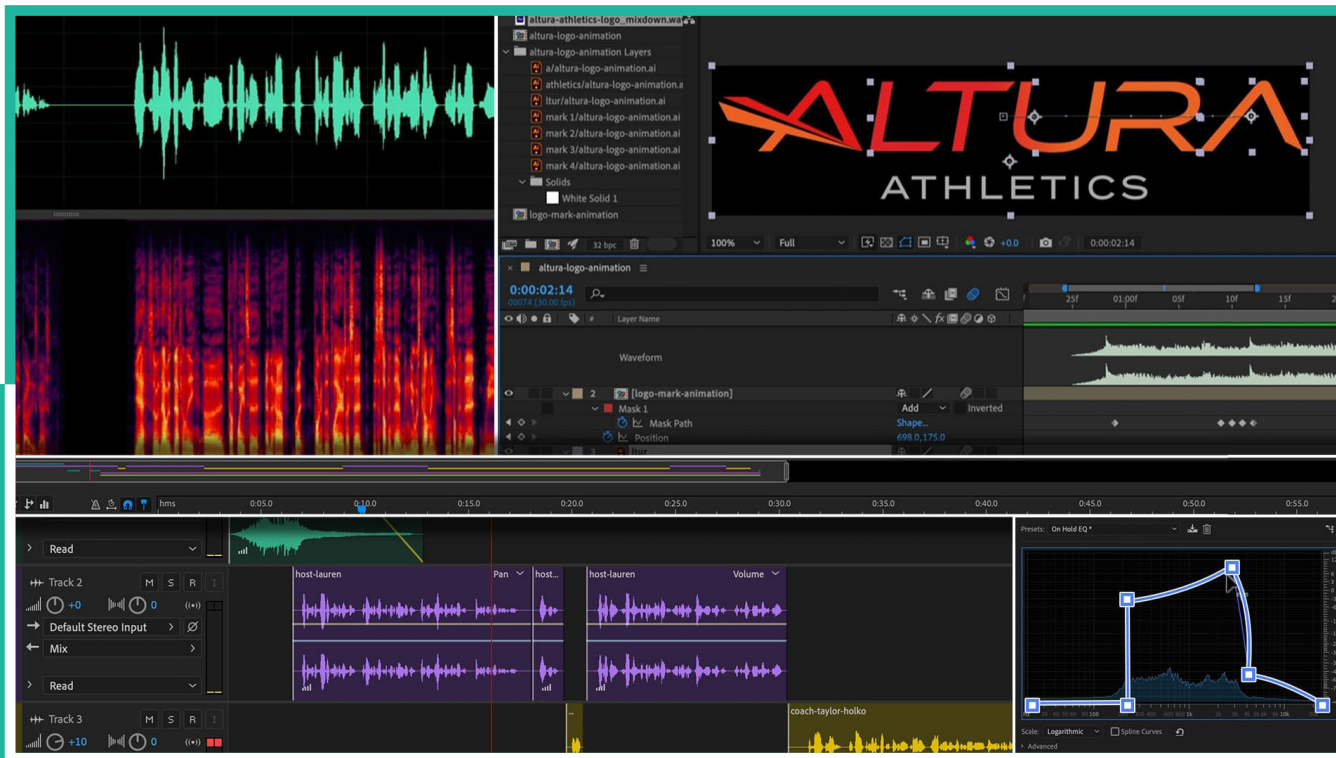 altura-athletics-logo_mixdown.wa
altura-logo-animation
altura-logo-animation Layers
a/altura-logo-animation.ai
athletics/altura-logo-animation.a
ltur/altura-logo-animation.ai
mark 1/altura-logo-animation.ai
mark 2/altura-logo-animation.ai
mark 3/altura-logo-animation.ai
mark 4/altura-logo-animation.ai
Solids
White Solid 1
logo-mark-animation
32 bpc
ALTURA
ATHLETICS
100% Full +0.0 0:00:02:14
altura-logo-animation
0:00:02:14
00074 (30.00 fps)
# Layer Name
25f 01:00f 05f 10f 15f 2
Waveform
2 [logo-mark-animation]
Mask 1 Add Inverted
Mask Path Shape...
Position 698.0,175.0
3 ltur
hms 0:05.0 0:10.0 0:15.0 0:20.0 0:25.0 0:30.0 0:35.0 0:40.0 0:45.0 0:50.0 0:55.0
Read
Track 2 M S R I
+0 0
Default Stereo Input
Mix
Read
Track 3 M S R I
+10 0
host-lauren Pan
host...
host-lauren Volume
coach-taylor-holko
Presets: On Hold EQ *
100 1k 10k
Scale: Logarithmic Spline Curves
Advanced